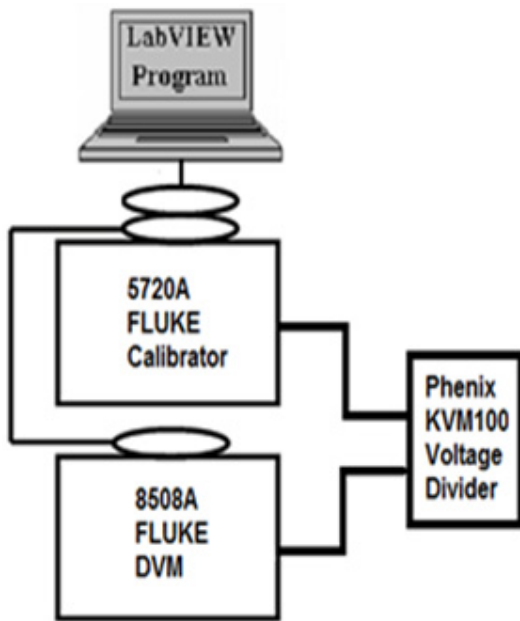 LabVIEW
Program
5720A
FLUKE
Calibrator
Phenix
KVM100
Voltage
Divider
8508A
FLUKE
DVM